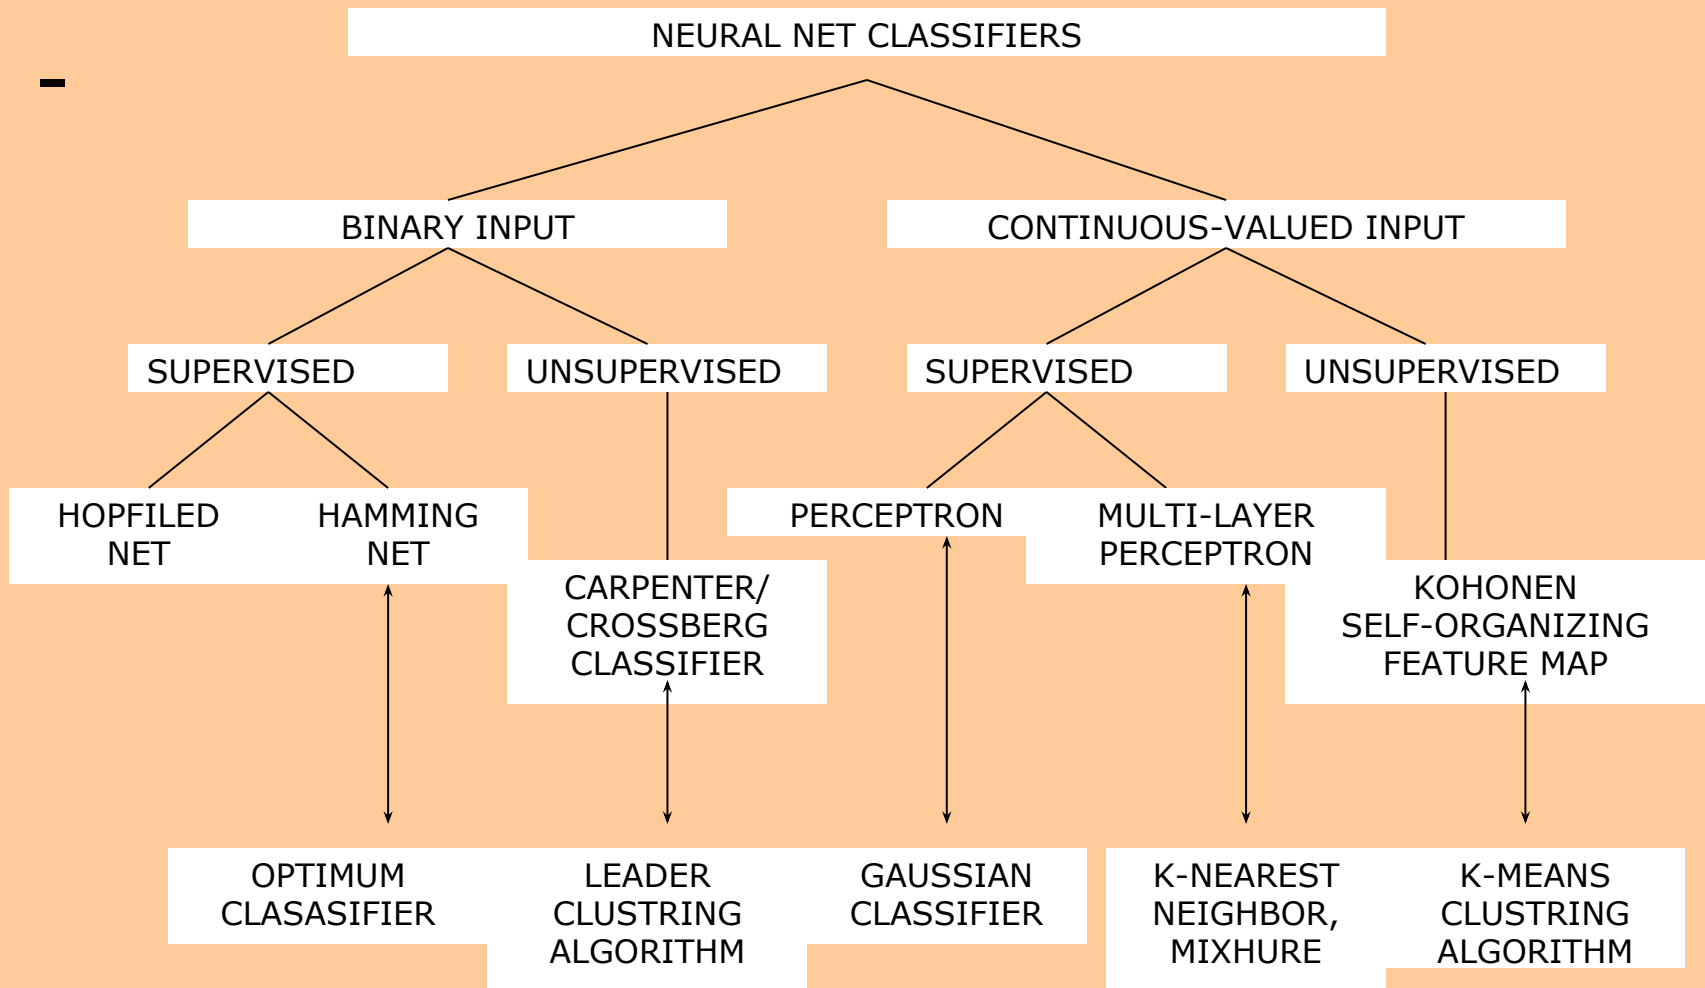 NEURAL NET CLASSIFIERS
-
BINARY INPUT
CONTINUOUS-VALUED INPUT
SUPERVISED
UNSUPERVISED
SUPERVISED
UNSUPERVISED
HOPFILED
NET
HAMMING
NET
CARPENTER/
CROSSBERG
CLASSIFIER
PERCEPTRON
MULTI-LAYER
PERCEPTRON
KOHONEN
SELF-ORGANIZING
FEATURE MAP
OPTIMUM
CLASASIFIER
LEADER
CLUSTRING
ALGORITHM
GAUSSIAN
CLASSIFIER
K-NEAREST
NEIGHBOR,
MIXHURE
K-MEANS
CLUSTRING
ALGORITHM